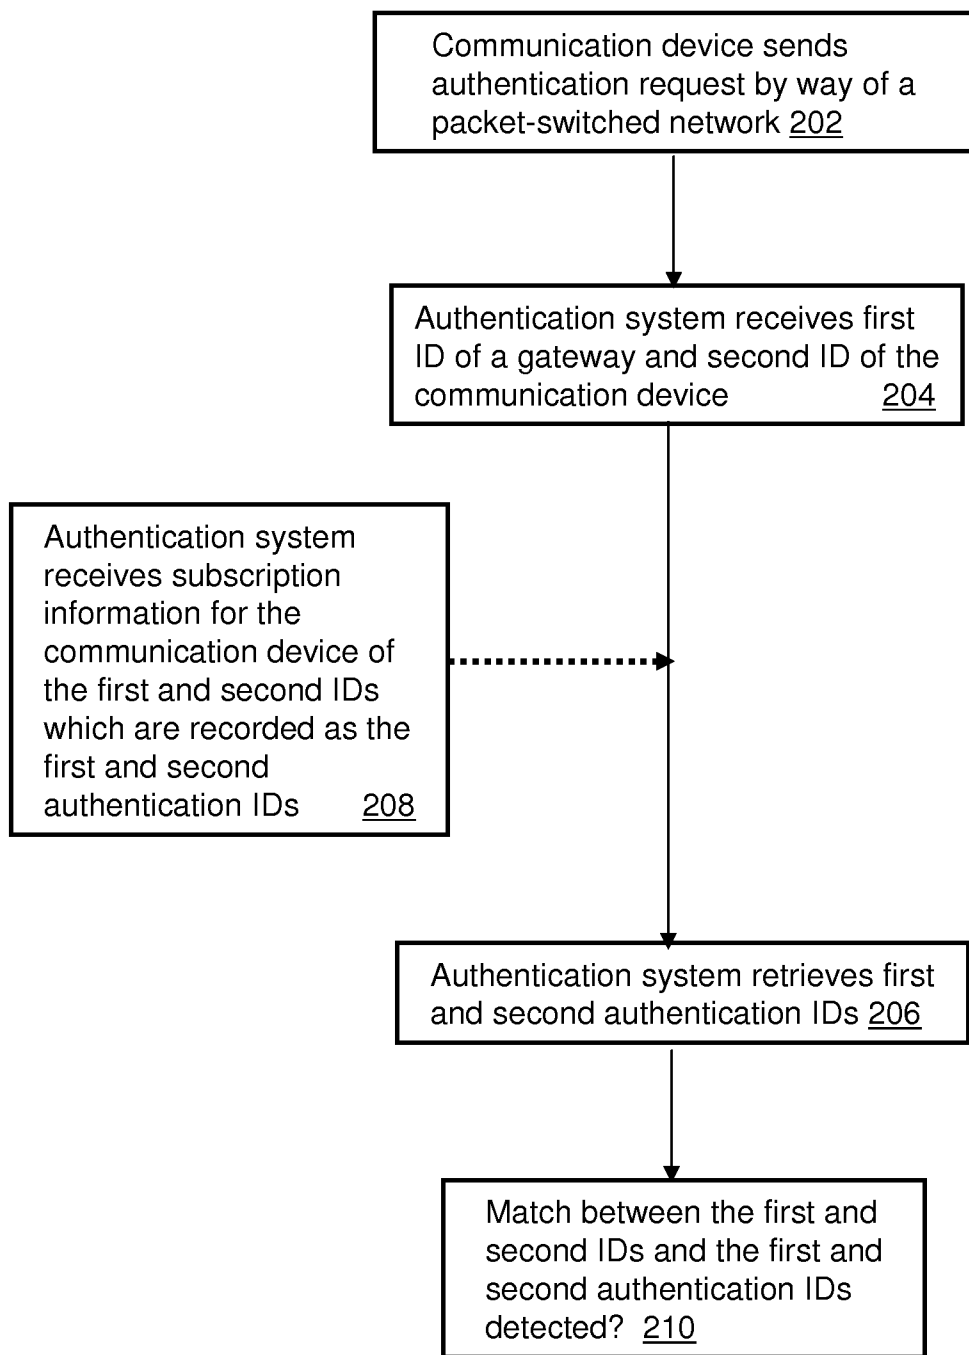 Communication device sends
authentication request by way of a
packet-switched network 202
Authentication system receives first
ID of a gateway and second ID of the
communication device 204
Authentication system
receives subscription
information for the
communication device of
the first and second IDs
which are recorded as the
first and second
authentication IDs 208
Authentication system retrieves first
and second authentication IDs 206
Match between the first and
second IDs and the first and
second authentication IDs
detected? 210